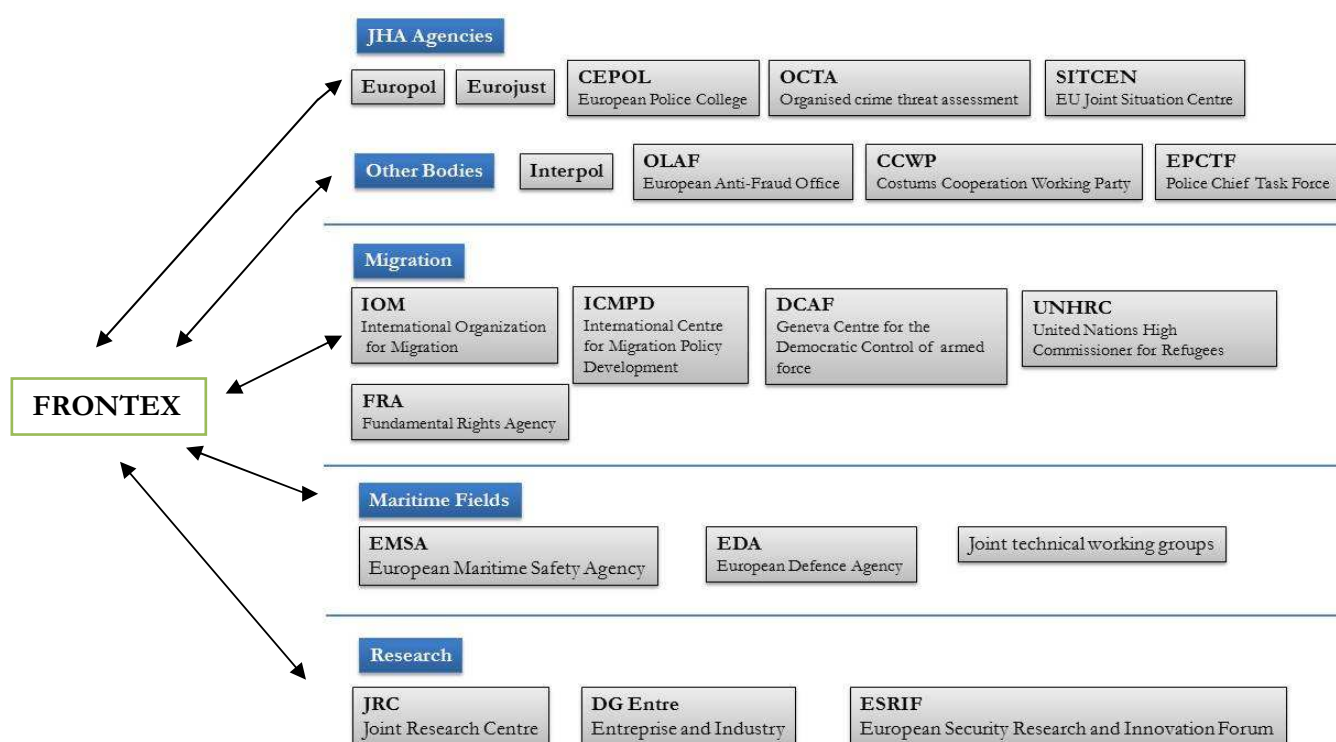 JHA Agencies
Europol
Eurojust
CEPOL
European Police College
OCTA
Organised crime threat assessment
SITCEN
EU Joint Situation Centre
Other Bodies
Interpol
OLAF
European Anti-Fraud Office
CCWP
Costums Cooperation Working Party
EPCTF
Police Chief Task Force
Migration
IOM
International Organization
for Migration
ICMPD
International Centre
for Migration Policy
Development
DCAF
Geneva Centre for the
Democratic Control of armed
force
UNHRC
United Nations High
Commissioner for Refugees
FRA
Fundamental Rights Agency
FRONTEX
Maritime Fields
EMSA
European Maritime Safety Agency
EDA
European Defence Agency
Joint technical working groups
Research
JRC
Joint Research Centre
DG Entre
Entreprise and Industry
ESRIF
European Security Research and Innovation Forum